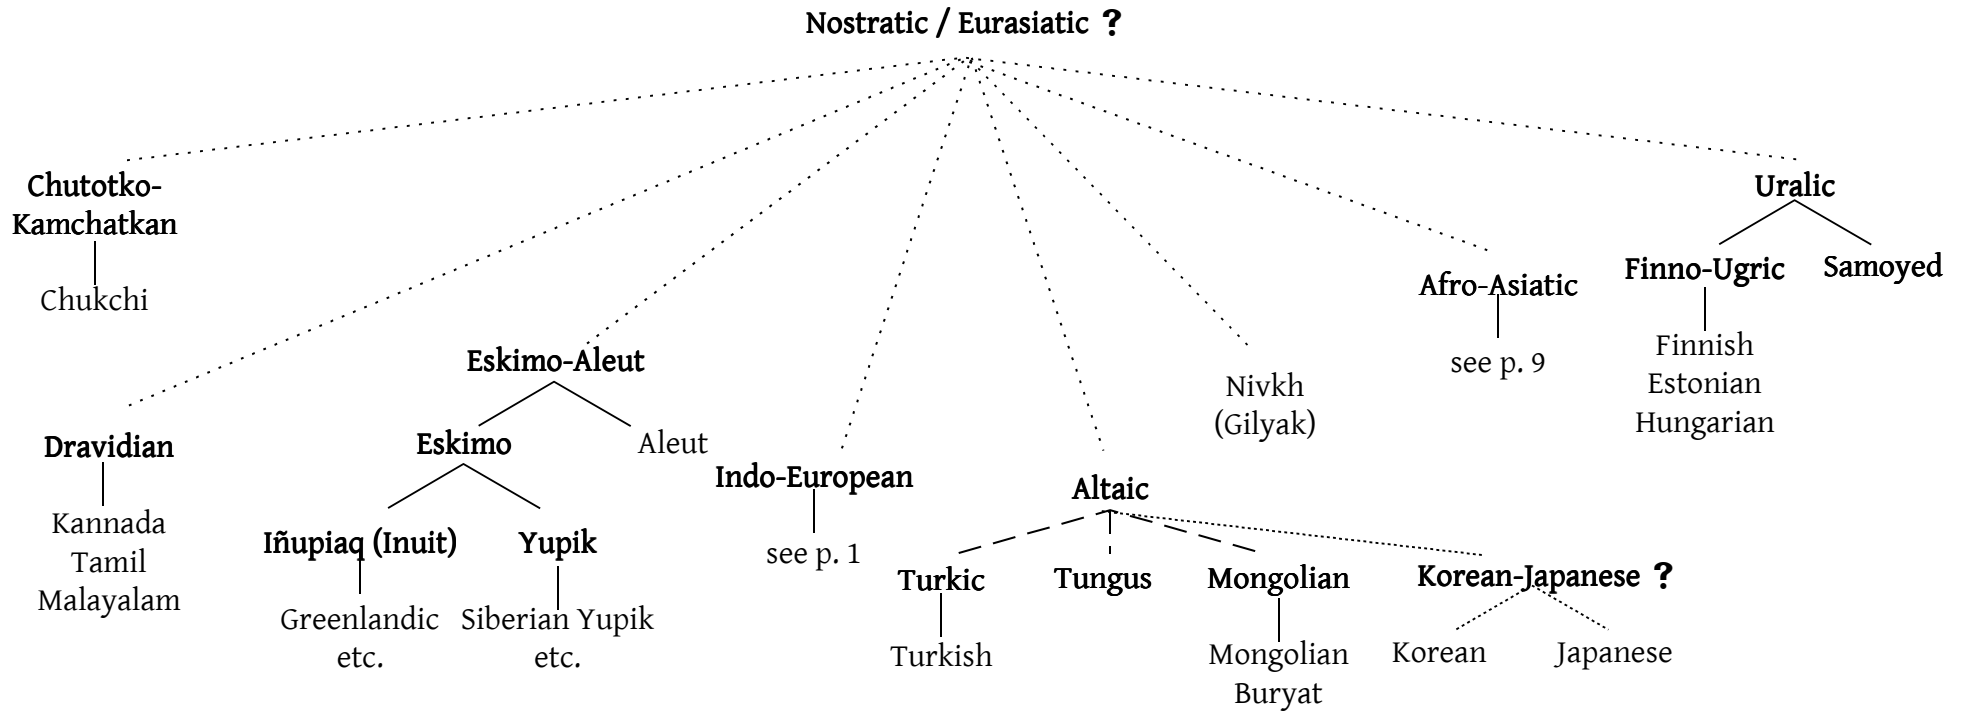 Nostratic / Eurasiatic ?
Chutotko-
Kamchatkan
Chukchi
Dravidian
Kannada
Tamil
Malayalam
Eskimo-Aleut
Eskimo
Aleut
Iñupiaq (Inuit)
Yupik
Greenlandic
etc.
Siberian Yupik
etc.
Indo-European
see p. 1
Altaic
Turkic
Tungus
Mongolian
Korean-Japanese ?
Turkish
Mongolian
Buryat
Korean
Japanese
Nivkh
(Gilyak)
Afro-Asiatic
see p. 9
Uralic
Finno-Ugric
Samoyed
Finnish
Estonian
Hungarian